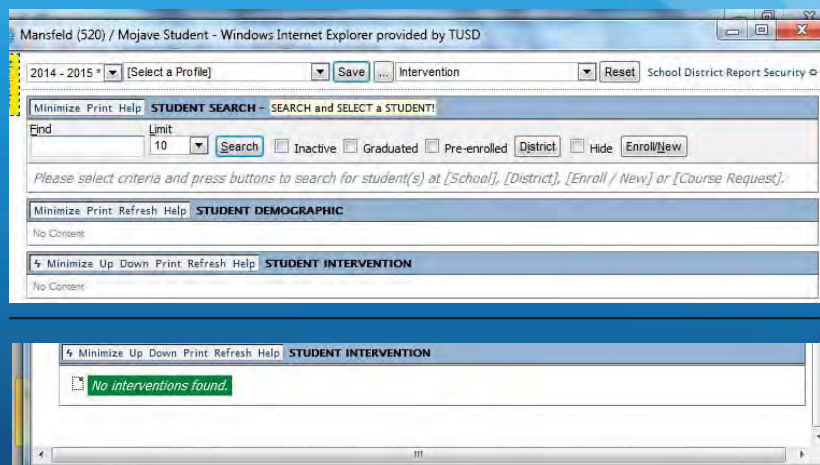 Mansfeld (520) / Mojave Student - Windows Internet Explorer provided by TUSD
2014 - 2015 * [Select a Profile] Save ... Intervention Reset School District Report Security
Minimize Print Help STUDENT SEARCH - SEARCH and SELECT a STUDENT!
Find Limit
10 Search Inactive Graduated Pre-enrolled District Hide Enroll/New
Please select criteria and press buttons to search for student(s) at [School], [District], [Enroll / New] or [Course Request].
Minimize Print Refresh Help STUDENT DEMOGRAPHIC
No Content
Minimize Up Down Print Refresh Help STUDENT INTERVENTION
No Content
Minimize Up Down Print Refresh Help STUDENT INTERVENTION
No interventions found.